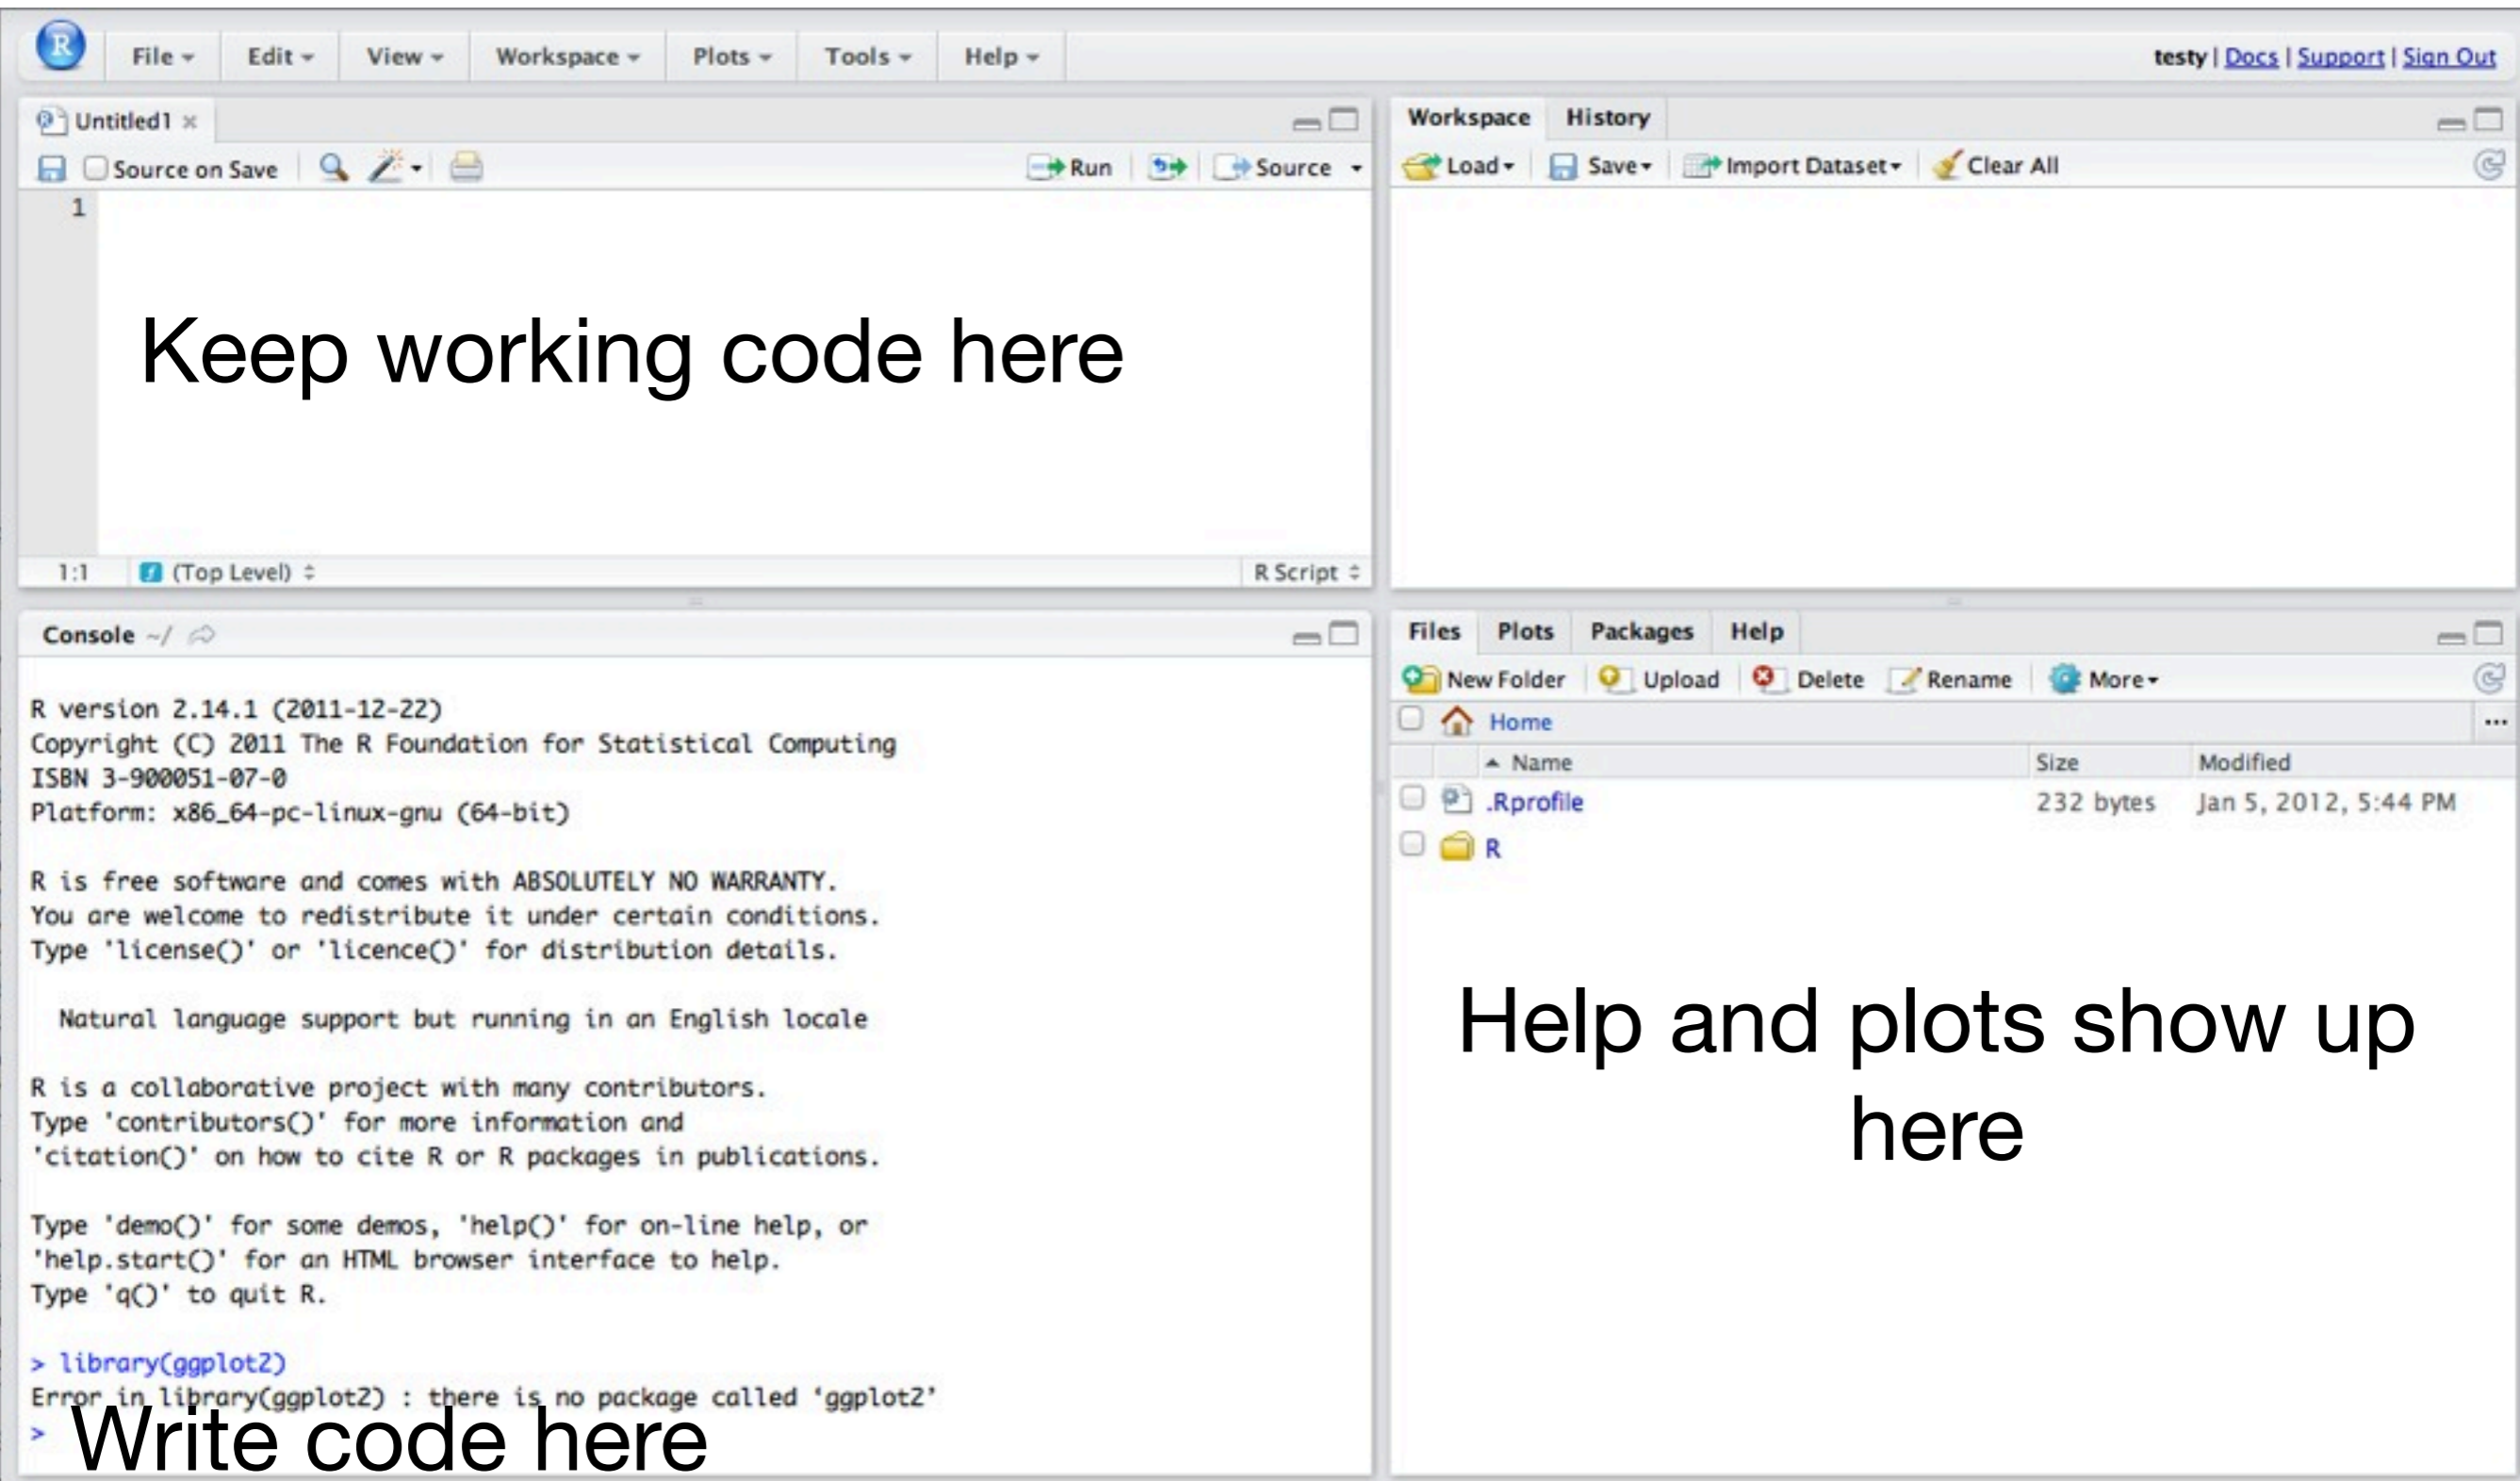 R File Edit View Workspace Plots Tools Help testy | Docs | Support | Sign Out
Untitled1
Source on Save Run Source
1
Keep working code here
1:1 (Top Level) R Script
Workspace History
Load Save Import Dataset Clear All
Console ~/
R version 2.14.1 (2011-12-22)
Copyright (C) 2011 The R Foundation for Statistical Computing
ISBN 3-900051-07-0
Platform: x86_64-pc-linux-gnu (64-bit)
R is free software and comes with ABSOLUTELY NO WARRANTY.
You are welcome to redistribute it under certain conditions.
Type 'license()' or 'licence()' for distribution details.
Natural language support but running in an English locale
R is a collaborative project with many contributors.
Type 'contributors()' for more information and
'citation()' on how to cite R or R packages in publications.
Type 'demo()' for some demos, 'help()' for on-line help, or
'help.start()' for an HTML browser interface to help.
Type 'q()' to quit R.
> library(ggplot2)
Error in library(ggplot2) : there is no package called ‘ggplot2’
>
Write code here
Files Plots Packages Help
New Folder Upload Delete Rename More
Home ...
Name Size Modified
.Rprofile 232 bytes Jan 5, 2012, 5:44 PM
R
Help and plots show up
here